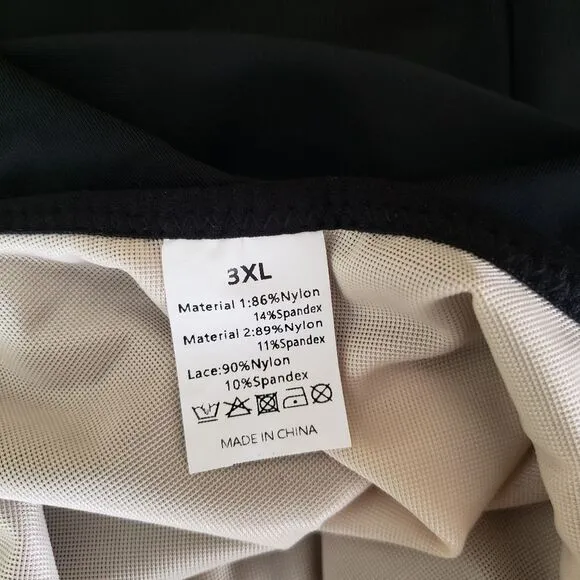 3XL
Material 1:86%Nylon
14%Spandex
Material 2:89%Nylon
11%Spandex
Lace:90%Nylon
10%Spandex
MADE IN CHINA